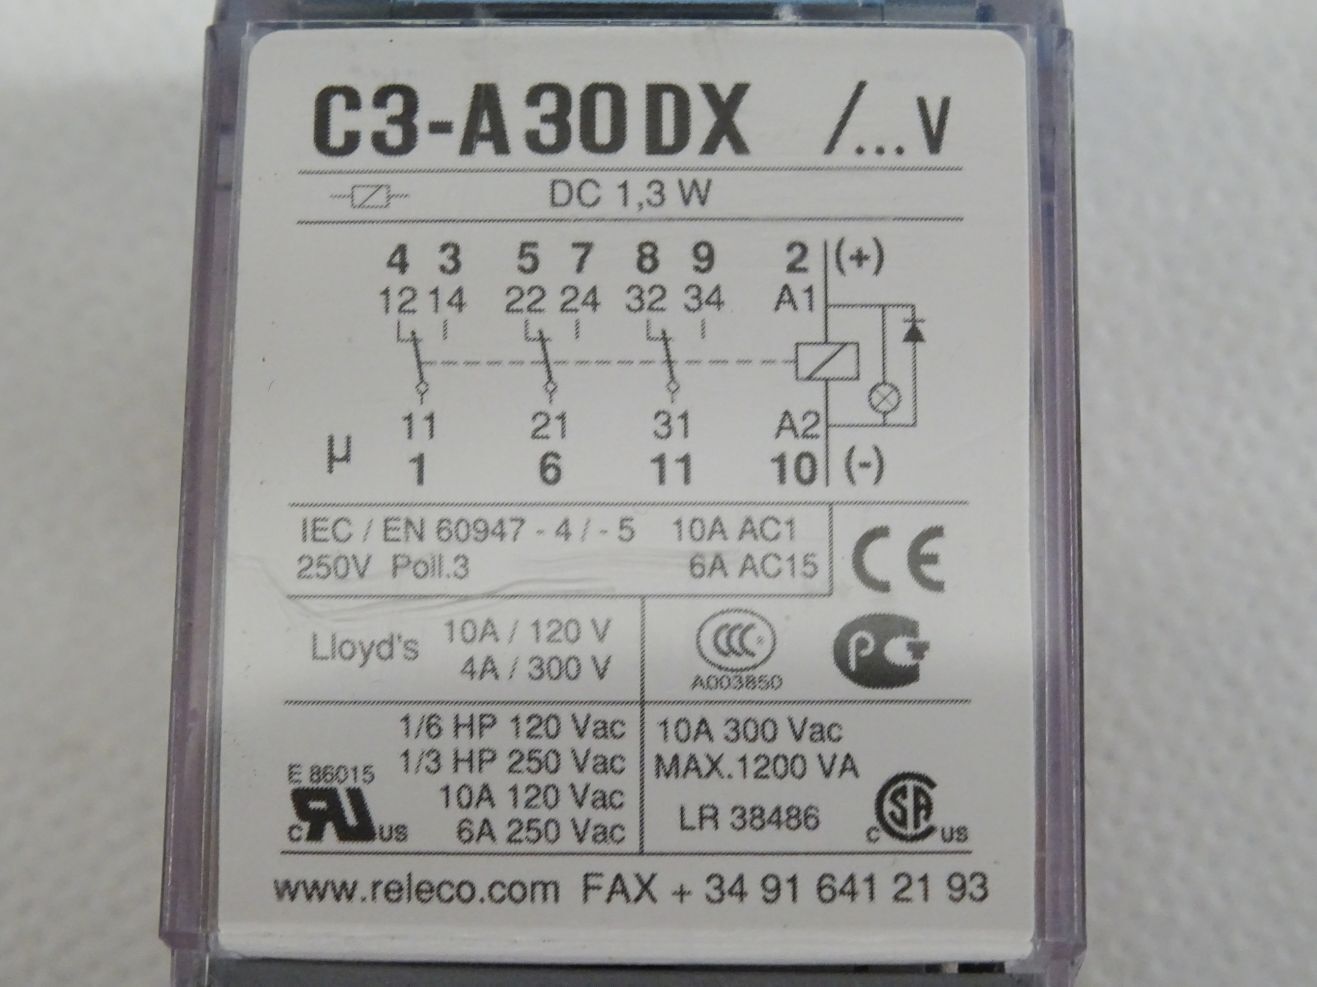 C3-A30DX /...V
DC 1,3 W
4 3 5 7 8 9 2 (+)
12 14 22 24 32 34 A1
11 21 31 A2
µ 1 6 11 10 (-)
IEC / EN 60947 - 4 / - 5 10A AC1
250V Poll.3 6A AC15
CE
Lloyd's 10A / 120 V
4A / 300 V
CCC
A003850
PG
1/6 HP 120 Vac
1/3 HP 250 Vac
E 86015
10A 120 Vac
c RU US 6A 250 Vac
10A 300 Vac
MAX.1200 VA
LR 38486 c SA US
www.releco.com FAX + 34 91 641 21 93